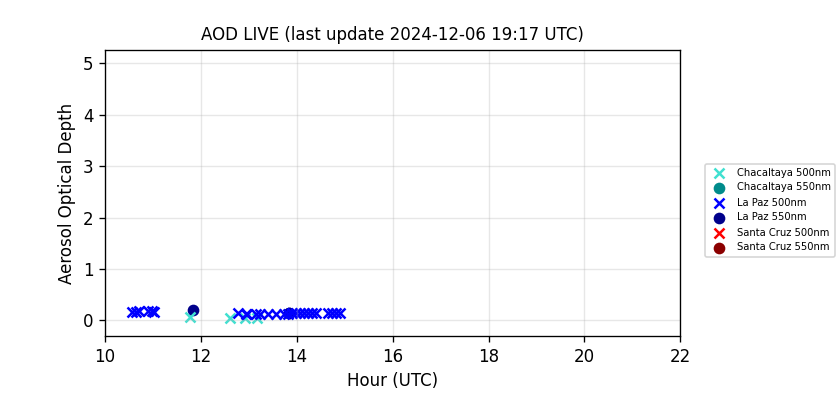 AOD LIVE (last update 2024-12-06 19:17 UTC)
Aerosol Optical Depth
5
4
3
2
1
0
10 12 14 16 18 20 22
Hour (UTC)
Chacaltaya 500nm
Chacaltaya 550nm
La Paz 500nm
La Paz 550nm
Santa Cruz 500nm
Santa Cruz 550nm